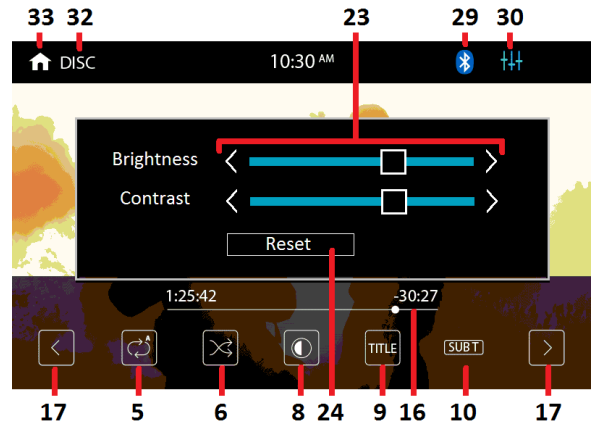 33 32 23 29 30
DISC 10:30 AM
Brightness
Contrast
Reset
1:25:42 -30:27
A TITLE SUB T
17 5 6 8 24 9 16 10 17